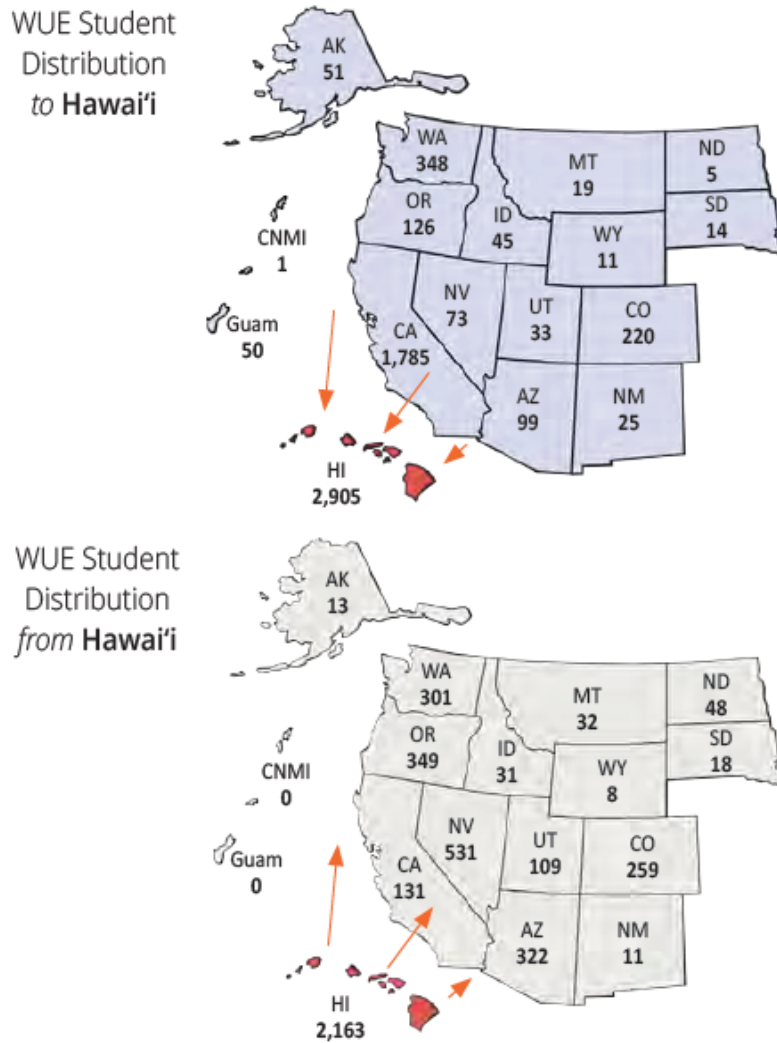 WUE Student
Distribution
to Hawai‘i
AK
51
WA
348
MT
19
ND
5
OR
126
ID
45
SD
14
WY
11
CNMI
1
NV
73
UT
33
CO
220
Guam
50
CA
1,785
AZ
99
NM
25
HI
2,905
WUE Student
Distribution
from Hawai‘i
AK
13
WA
301
MT
32
ND
48
OR
349
ID
31
SD
18
WY
8
CNMI
0
NV
531
UT
109
CO
259
Guam
0
CA
131
AZ
322
NM
11
HI
2,163